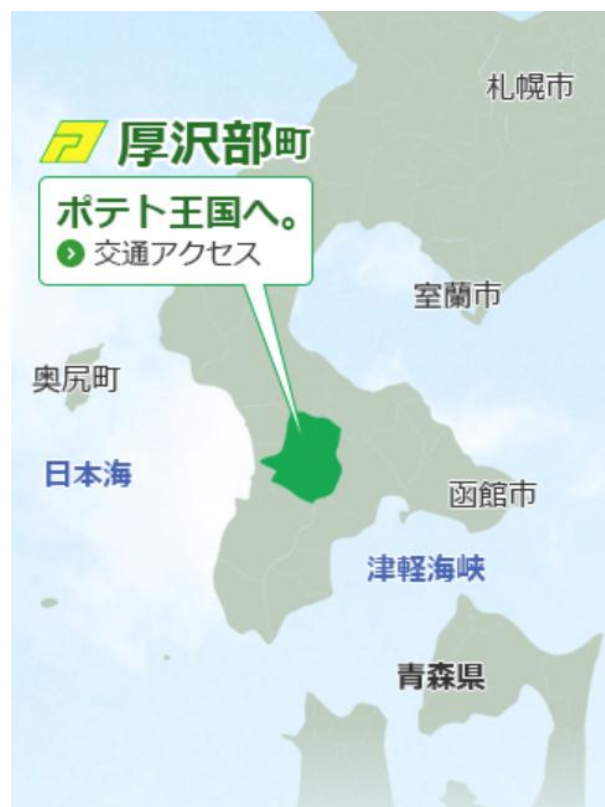 札幌市
厚沢部町
ポテト王国へ。
交通アクセス
室蘭市
奥尻町
日本海
函館市
津軽海峡
青森県